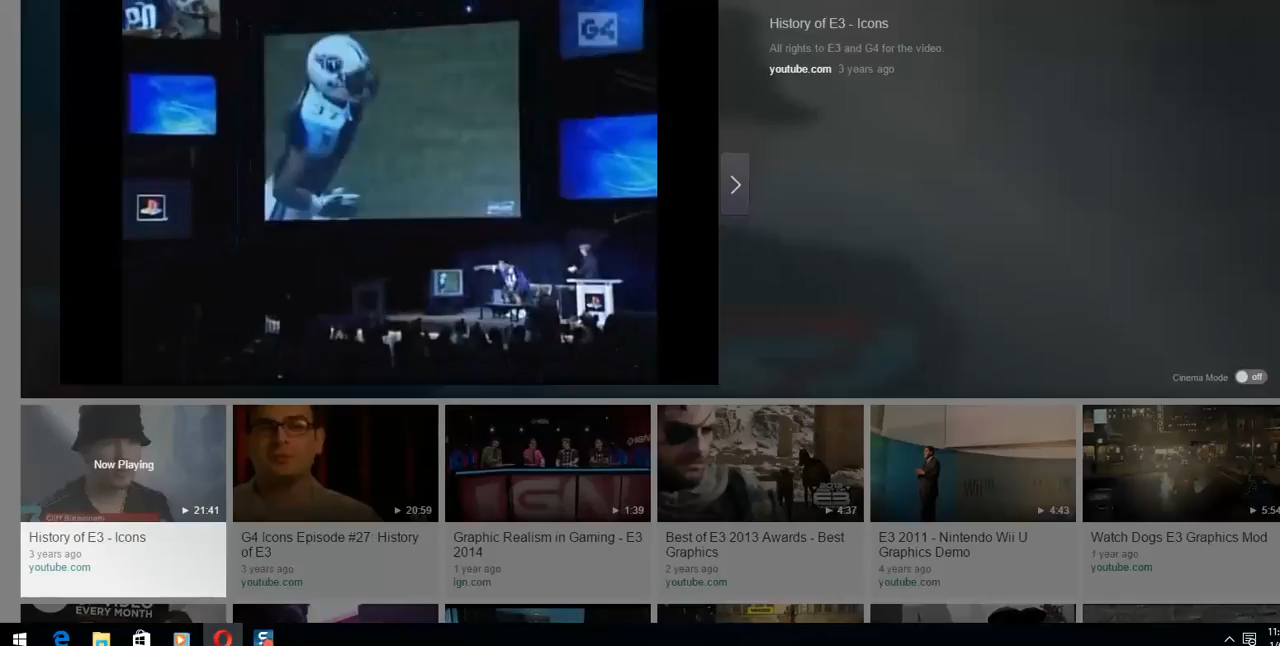 G4
History of E3 - Icons
All rights to E3 and G4 for the video.
youtube.com 3 years ago
17
Cinema Mode off
Now Playing
21:41
20:59
IGN
1:39
2013
E3
4:37
4:43
5:54
History of E3 - Icons
3 years ago
youtube.com
G4 Icons Episode #27: History
of E3
3 years ago
youtube.com
Graphic Realism in Gaming - E3
2014
1 year ago
ign.com
Best of E3 2013 Awards - Best
Graphics
2 years ago
youtube.com
E3 2011 - Nintendo Wii U
Graphics Demo
4 years ago
youtube.com
Watch Dogs E3 Graphics Mod
1 year ago
youtube.com
EVERY MONTH
11: